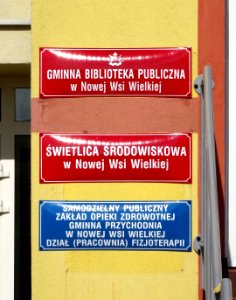 GMINNA BIBLIOTEKA PUBLICZNA
w Nowej Wsi Wielkiej
ŚWIETLICA ŚRODOWISKOWA
w Nowej Wsi Wielkiej
SAMODZIELNY PUBLICZNY
ZAKŁAD OPIEKI ZDROWOTNEJ
GMINNA PRZYCHODNIA
W NOWEJ WSI WIELKIEJ
DZIAŁ (PRACOWNIA) FIZJOTERAPII